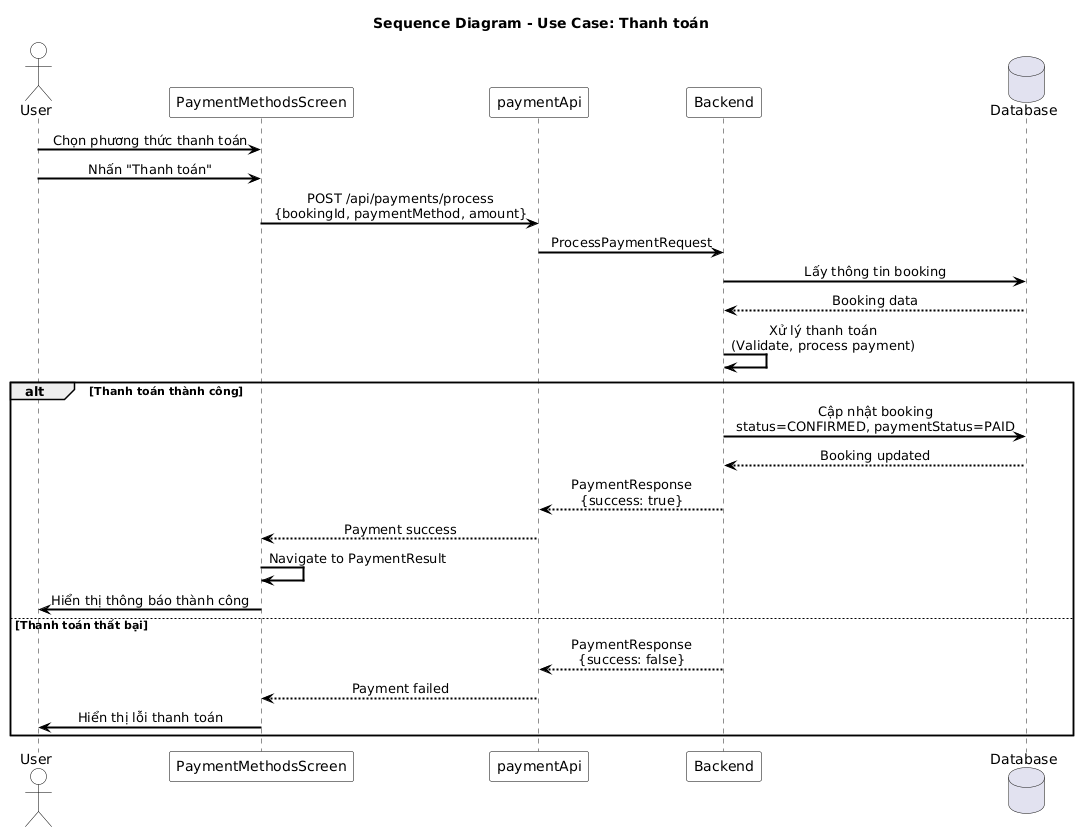 Sequence Diagram - Use Case: Thanh toán
User
PaymentMethodsScreen
paymentApi
Backend
Database
Chọn phương thức thanh toán
Nhấn "Thanh toán"
POST /api/payments/process
{bookingId, paymentMethod, amount}
ProcessPaymentRequest
Lấy thông tin booking
Booking data
Xử lý thanh toán
(Validate, process payment)
alt
[Thanh toán thành công]
Cập nhật booking
status=CONFIRMED, paymentStatus=PAID
Booking updated
PaymentResponse
{success: true}
Payment success
Navigate to PaymentResult
Hiển thị thông báo thành công
[Thanh toán thất bại]
PaymentResponse
{success: false}
Payment failed
Hiển thị lỗi thanh toán
User
PaymentMethodsScreen
paymentApi
Backend
Database